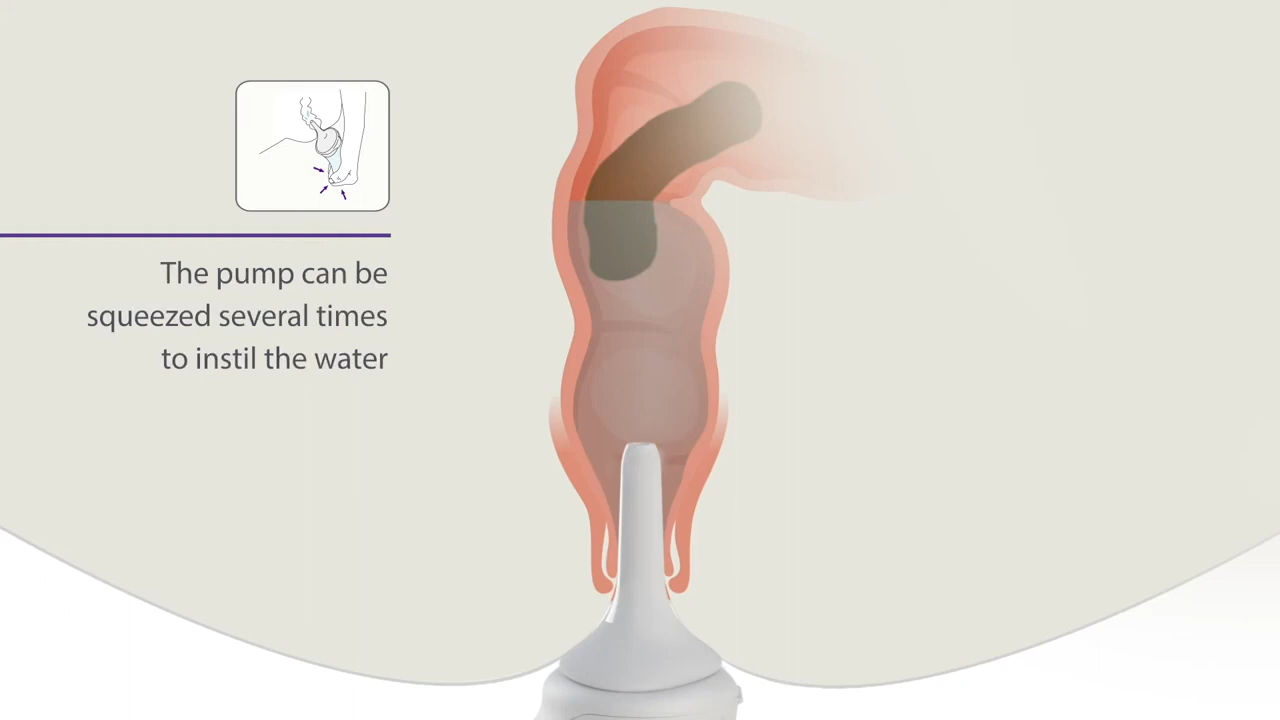 The pump can be
squeezed several times
to instil the water